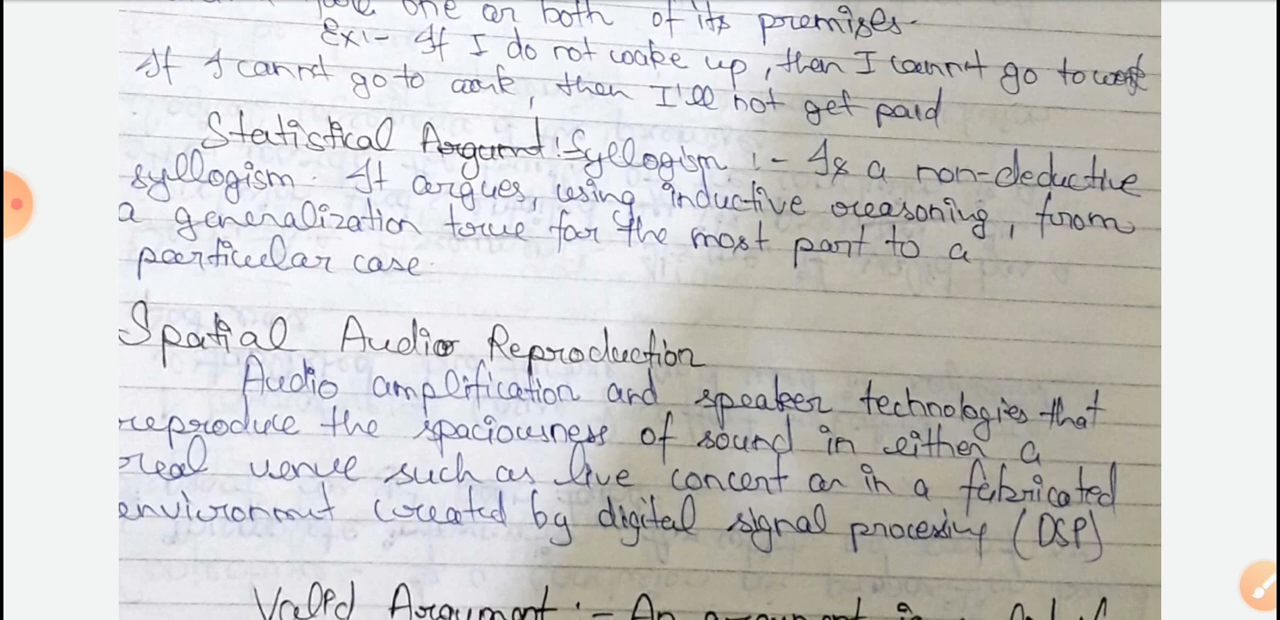 one or both of its premises.
Ex:- If I do not wake up, then I cannot go to work
If I cannot go to work, then I'll not get paid
Statistical Syllogism :- Is a non-deductive
syllogism. It argues, using inductive reasoning, from
a generalization true for the most part to a
particular case.
Spatial Audio Reproduction
Audio amplification and speaker technologies that
reproduce the spaciousness of sound in either a
real venue such as live concert or in a fabricated
environmut created by digital signal processing (DSP)
Valid Argument :- An argument is